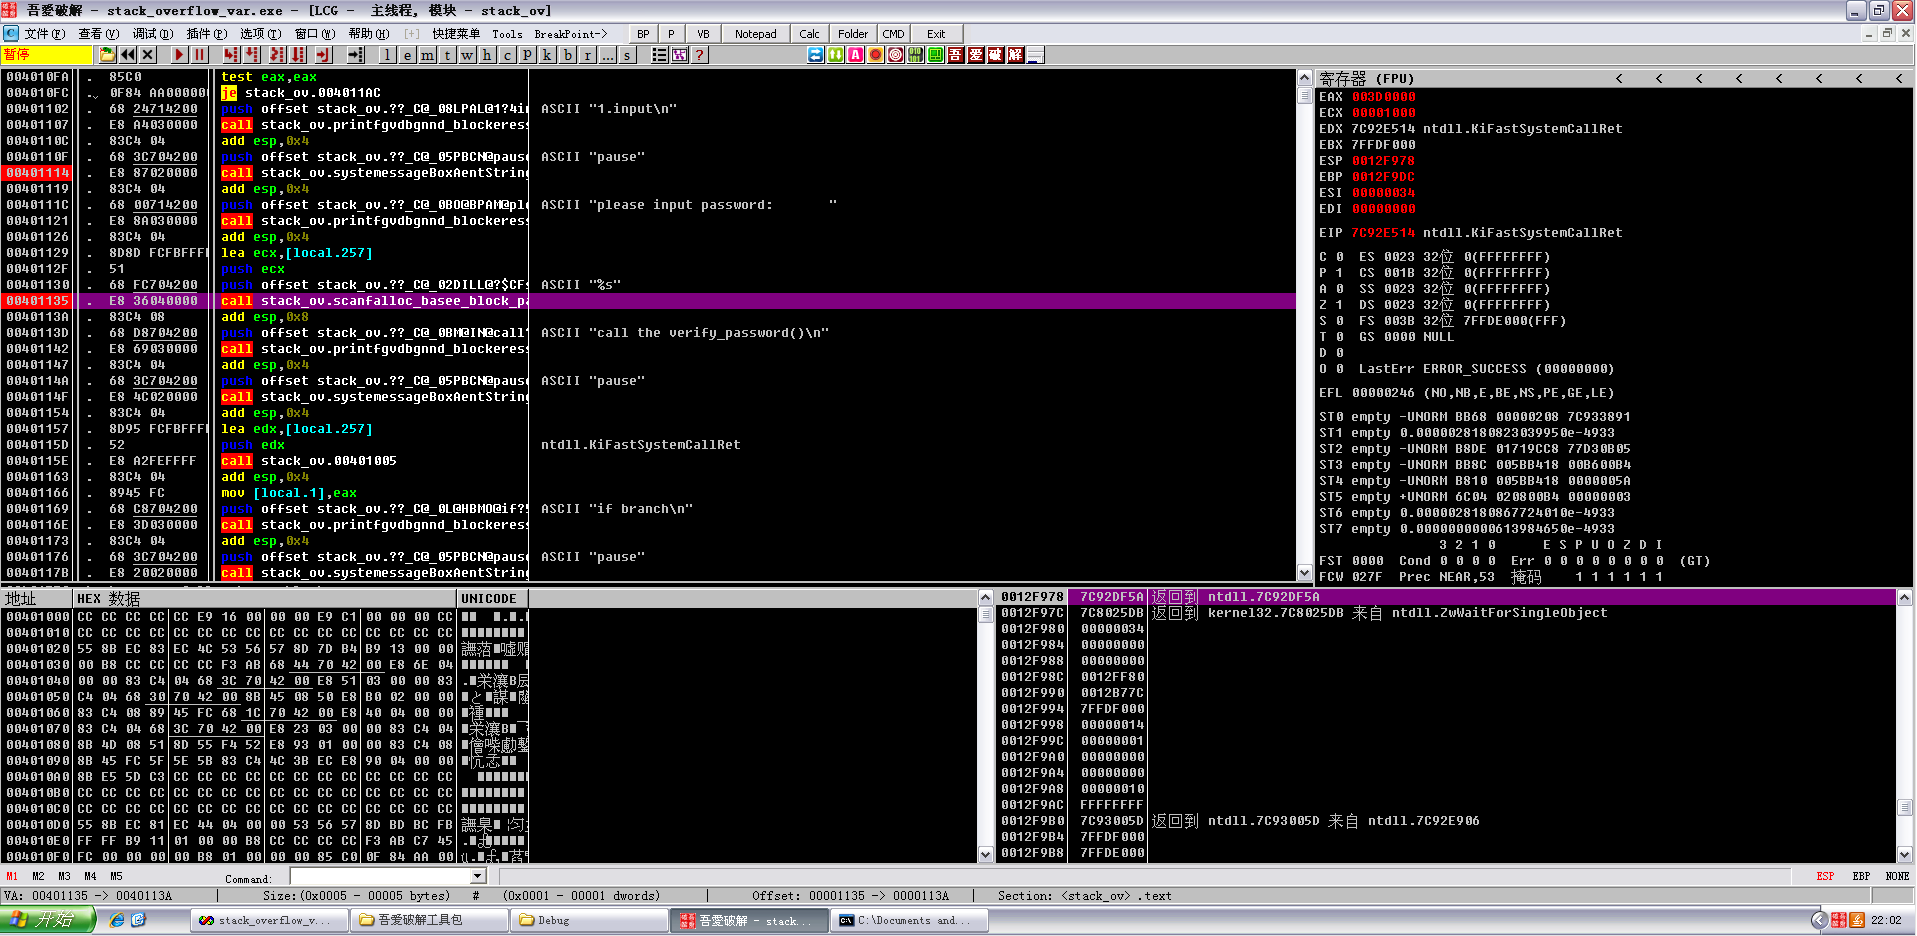 吾爱破解 - stack_overflow_var.exe - [LCG - 主线程, 模块 - stack_ov]
文件(F) 查看(V) 调试(D) 插件(P) 选项(T) 窗口(W) 帮助(H) [+] 快捷菜单 Tools BreakPoint-> BP P VB Notepad Calc Folder CMD Exit
暂停 l e m t w h c P k b r ... s ? 吾 爱 破 解
004010FA . 85C0 test eax,eax
004010FC . 0F84 AA00000 je stack_ov.004011AC
00401102 . 68 24714200 push offset stack_ov.??_C@_08LPAL@1?4i ASCII "1.input\n"
00401107 . E8 A4030000 call stack_ov.printfgvdbgnnd_blockeress
0040110C . 83C4 04 add esp,0x4
0040110F . 68 3C704200 push offset stack_ov.??_C@_05PBCN@pause ASCII "pause"
00401114 . E8 87020000 call stack_ov.systemessageBoxAentString
00401119 . 83C4 04 add esp,0x4
0040111C . 68 00714200 push offset stack_ov.??_C@_0BO@BPAM@ple ASCII "please input password:       "
00401121 . E8 8A030000 call stack_ov.printfgvdbgnnd_blockeress
00401126 . 83C4 04 add esp,0x4
00401129 . 8D8D FCFBFFF lea ecx,[local.257]
0040112F . 51 push ecx
00401130 . 68 FC704200 push offset stack_ov.??_C@_02DILL@?$CFs ASCII "%s"
00401135 . E8 36040000 call stack_ov.scanfalloc_basee_block_pa
0040113A . 83C4 08 add esp,0x8
0040113D . 68 D8704200 push offset stack_ov.??_C@_0BM@IN@call? ASCII "call the verify_password()\n"
00401142 . E8 69030000 call stack_ov.printfgvdbgnnd_blockeress
00401147 . 83C4 04 add esp,0x4
0040114A . 68 3C704200 push offset stack_ov.??_C@_05PBCN@pause ASCII "pause"
0040114F . E8 4C020000 call stack_ov.systemessageBoxAentString
00401154 . 83C4 04 add esp,0x4
00401157 . 8D95 FCFBFFF lea edx,[local.257]
0040115D . 52 push edx ntdll.KiFastSystemCallRet
0040115E . E8 A2FEFFFF call stack_ov.00401005
00401163 . 83C4 04 add esp,0x4
00401166 . 8945 FC mov [local.1],eax
00401169 . 68 C8704200 push offset stack_ov.??_C@_0L@HBMO@if?5 ASCII "if branch\n"
0040116E . E8 3D030000 call stack_ov.printfgvdbgnnd_blockeress
00401173 . 83C4 04 add esp,0x4
00401176 . 68 3C704200 push offset stack_ov.??_C@_05PBCN@pause ASCII "pause"
0040117B . E8 20020000 call stack_ov.systemessageBoxAentString
寄存器 (FPU) < < < < < < < <
EAX 003D0000
ECX 00001000
EDX 7C92E514 ntdll.KiFastSystemCallRet
EBX 7FFDF000
ESP 0012F978
EBP 0012F9DC
ESI 00000034
EDI 00000000
EIP 7C92E514 ntdll.KiFastSystemCallRet
C 0 ES 0023 32位 0(FFFFFFFF)
P 1 CS 001B 32位 0(FFFFFFFF)
A 0 SS 0023 32位 0(FFFFFFFF)
Z 1 DS 0023 32位 0(FFFFFFFF)
S 0 FS 003B 32位 7FFDE000(FFF)
T 0 GS 0000 NULL
D 0
O 0 LastErr ERROR_SUCCESS (00000000)
EFL 00000246 (NO,NB,E,BE,NS,PE,GE,LE)
ST0 empty -UNORM BB68 00000208 7C933891
ST1 empty 0.0000028180823039950e-4933
ST2 empty -UNORM B8DE 01719CC8 77D30B05
ST3 empty -UNORM BB8C 005BB418 00B600B4
ST4 empty -UNORM B810 005BB418 0000005A
ST5 empty +UNORM 6C04 020800B4 00000003
ST6 empty 0.0000028180867724010e-4933
ST7 empty 0.0000000000613984650e-4933
3 2 1 0 E S P U O Z D I
FST 0000 Cond 0 0 0 0 Err 0 0 0 0 0 0 0 0 (GT)
FCW 027F Prec NEAR,53 掩码 1 1 1 1 1 1
地址 HEX 数据 UNICODE
00401000 CC CC CC CC CC E9 16 00 00 00 E9 C1 00 00 00 CC
00401010 CC CC CC CC CC CC CC CC CC CC CC CC CC CC CC CC
00401020 55 8B EC 83 EC 4C 53 56 57 8D 7D B4 B9 13 00 00
00401030 00 B8 CC CC CC CC F3 AB 68 44 70 42 00 E8 6E 04
00401040 00 00 83 C4 04 68 3C 70 42 00 E8 51 03 00 00 83
00401050 C4 04 68 30 70 42 00 8B 45 08 50 E8 B0 02 00 00
00401060 83 C4 08 89 45 FC 68 1C 70 42 00 E8 40 04 00 00
00401070 83 C4 04 68 3C 70 42 00 E8 23 03 00 00 83 C4 04
00401080 8B 4D 08 51 8D 55 F4 52 E8 93 01 00 00 83 C4 08
00401090 8B 45 FC 5F 5E 5B 83 C4 4C 3B EC E8 90 04 00 00
004010A0 8B E5 5D C3 CC CC CC CC CC CC CC CC CC CC CC CC
004010B0 CC CC CC CC CC CC CC CC CC CC CC CC CC CC CC CC
004010C0 CC CC CC CC CC CC CC CC CC CC CC CC CC CC CC CC
004010D0 55 8B EC 81 EC 44 04 00 00 53 56 57 8D BD BC FB
004010E0 FF FF B9 11 01 00 00 B8 CC CC CC CC F3 AB C7 45
004010F0 FC 00 00 00 00 B8 01 00 00 00 85 C0 0F 84 AA 00
0012F978 7C92DF5A 返回到 ntdll.7C92DF5A
0012F97C 7C8025DB 返回到 kernel32.7C8025DB 来自 ntdll.ZwWaitForSingleObject
0012F980 00000034
0012F984 00000000
0012F988 00000000
0012F98C 0012FF80
0012F990 0012B77C
0012F994 7FFDF000
0012F998 00000014
0012F99C 00000001
0012F9A0 00000000
0012F9A4 00000000
0012F9A8 00000010
0012F9AC FFFFFFFF
0012F9B0 7C93005D 返回到 ntdll.7C93005D 来自 ntdll.7C92E906
0012F9B4 7FFDF000
0012F9B8 7FFDE000
M1 M2 M3 M4 M5 Command: ESP EBP NONE
VA: 00401135 -> 0040113A | Size:(0x0005 - 00005 bytes) # (0x0001 - 00001 dwords) | Offset: 00001135 -> 0000113A | Section: <stack_ov> .text
开始 stack_overflow_v... 吾爱破解工具包 Debug 吾爱破解 - stack... C:\Documents and... 22:02